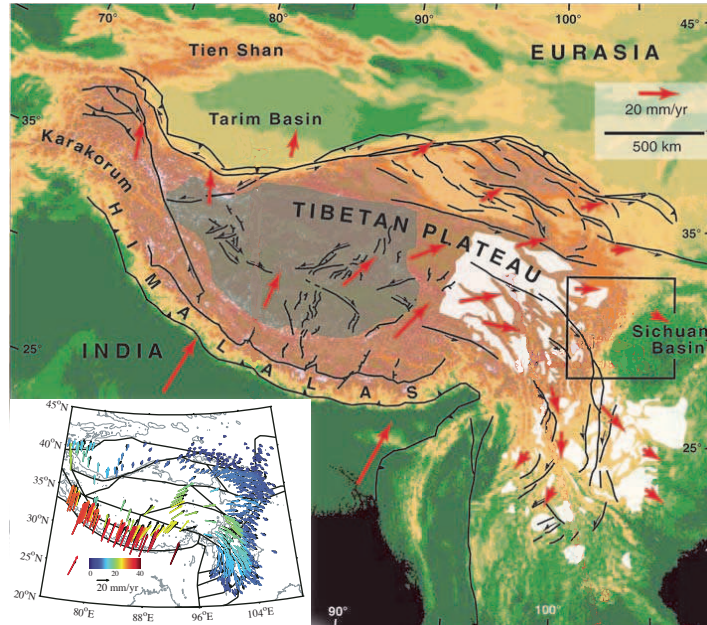 70°
80°
90°
100°
45°
Tien Shan
EURASIA
20 mm/yr
500 km
35°
Tarim Basin
Karakorum
TIBETAN PLATEAU
35°
HIMALALAS
Sichuan
Basin
INDIA
25°
25°
45°N
40°N
35°N
30°N
25°N
20°N
0 20 40
20 mm/yr
80°E
88°E
96°E
104°E
90°
100°